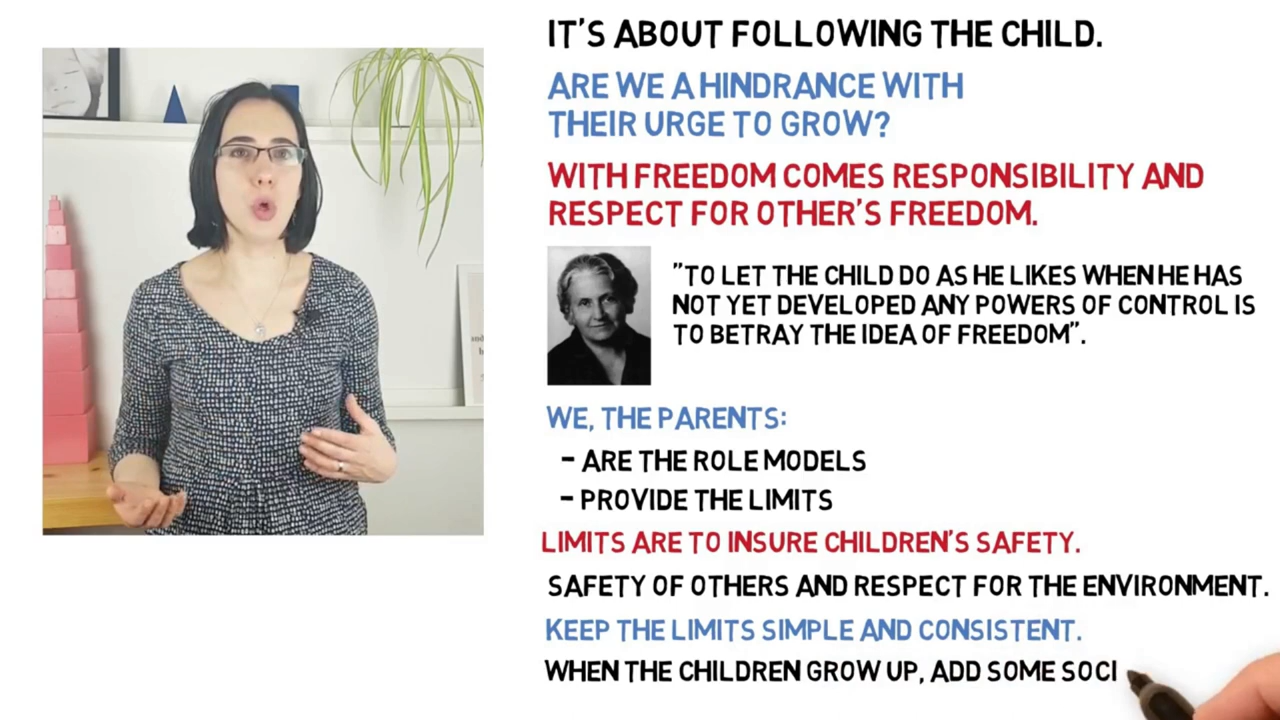 IT'S ABOUT FOLLOWING THE CHILD.
ARE WE A HINDRANCE WITH
THEIR URGE TO GROW?
WITH FREEDOM COMES RESPONSIBILITY AND
RESPECT FOR OTHER'S FREEDOM.
"TO LET THE CHILD DO AS HE LIKES WHEN HE HAS
NOT YET DEVELOPED ANY POWERS OF CONTROL IS
TO BETRAY THE IDEA OF FREEDOM".
WE, THE PARENTS:
- ARE THE ROLE MODELS
- PROVIDE THE LIMITS
LIMITS ARE TO INSURE CHILDREN'S SAFETY.
SAFETY OF OTHERS AND RESPECT FOR THE ENVIRONMENT.
KEEP THE LIMITS SIMPLE AND CONSISTENT.
WHEN THE CHILDREN GROW UP, ADD SOME SOCI